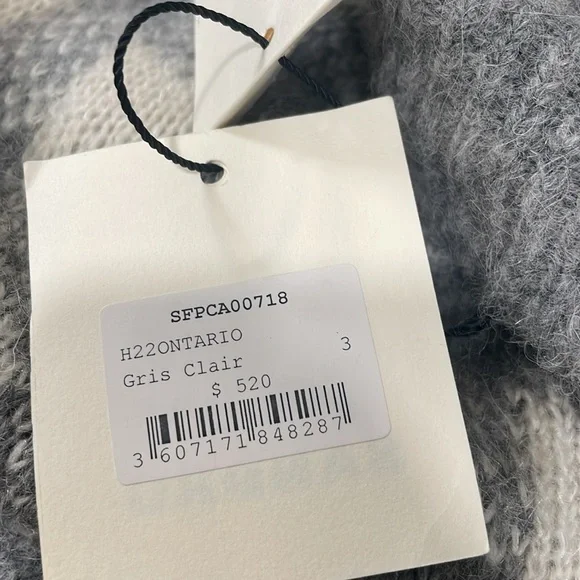 SFPCA00718
H22ONTARIO
Gris Clair 3
$ 520
3 607171 848287